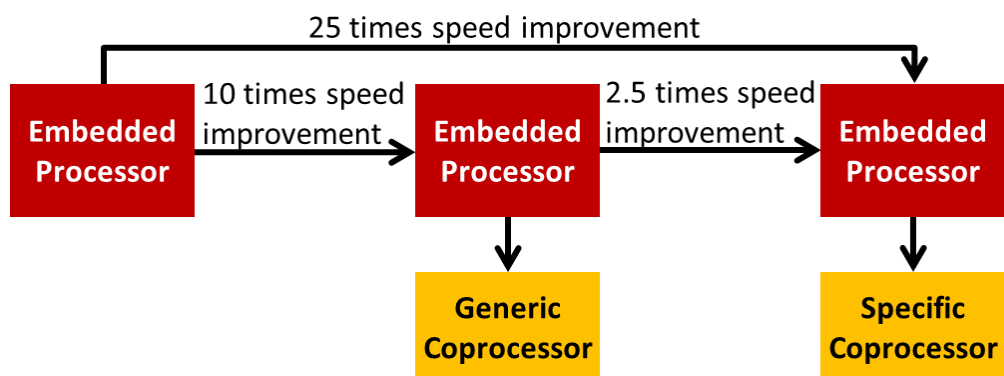 25 times speed improvement
10 times speed
improvement
2.5 times speed
improvement
Embedded
Processor
Embedded
Processor
Embedded
Processor
Generic
Coprocessor
Specific
Coprocessor